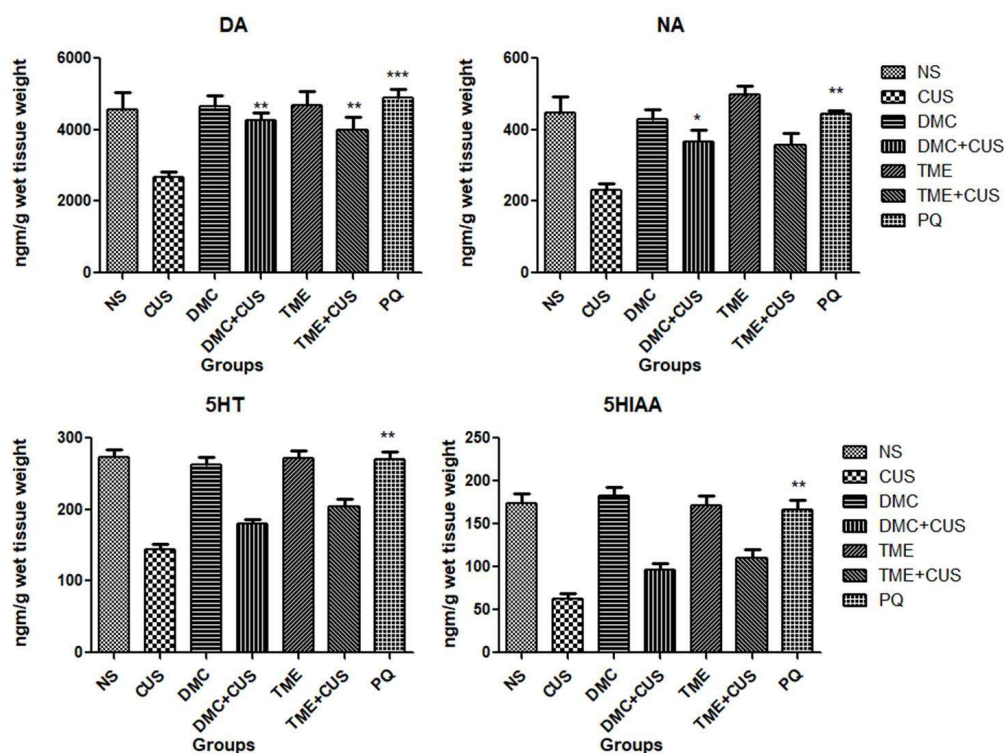 DA
ngm/g wet tissue weight
6000
4000
2000
0
NS
CUS
DMC
DMC+CUS
TME
TME+CUS
PQ
**
**
***
Groups
NA
ngm/g wet tissue weight
600
400
200
0
NS
CUS
DMC
DMC+CUS
TME
TME+CUS
PQ
*
**
Groups
NS
CUS
DMC
DMC+CUS
TME
TME+CUS
PQ
5HT
ngm/g wet tissue weight
300
200
100
0
NS
CUS
DMC
DMC+CUS
TME
TME+CUS
PQ
**
Groups
5HIAA
ngm/g wet tissue weight
250
200
150
100
50
0
NS
CUS
DMC
DMC+CUS
TME
TME+CUS
PQ
**
Groups
NS
CUS
DMC
DMC+CUS
TME
TME+CUS
PQ